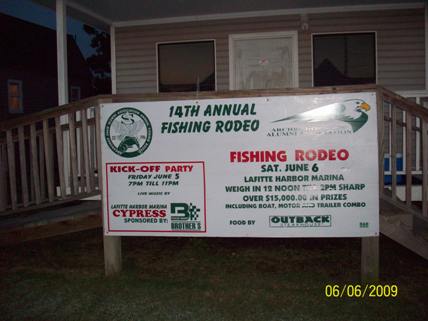 14TH ANNUAL
FISHING RODEO
KICK-OFF PARTY
FRIDAY JUNE 5
7PM TILL 11PM
LIVE MUSIC BY
LAFITTE HARBOR MARINA
CYPRESS
SPONSORED BY:
BROTHER'S
FISHING RODEO
SAT. JUNE 6
LAFITTE HARBOR MARINA
WEIGH IN 12 NOON TILL 2PM SHARP
OVER $15,000.00 IN PRIZES
INCLUDING BOAT, MOTOR AND TRAILER COMBO
FOOD BY OUTBACK
STEAKHOUSE
06/06/2009